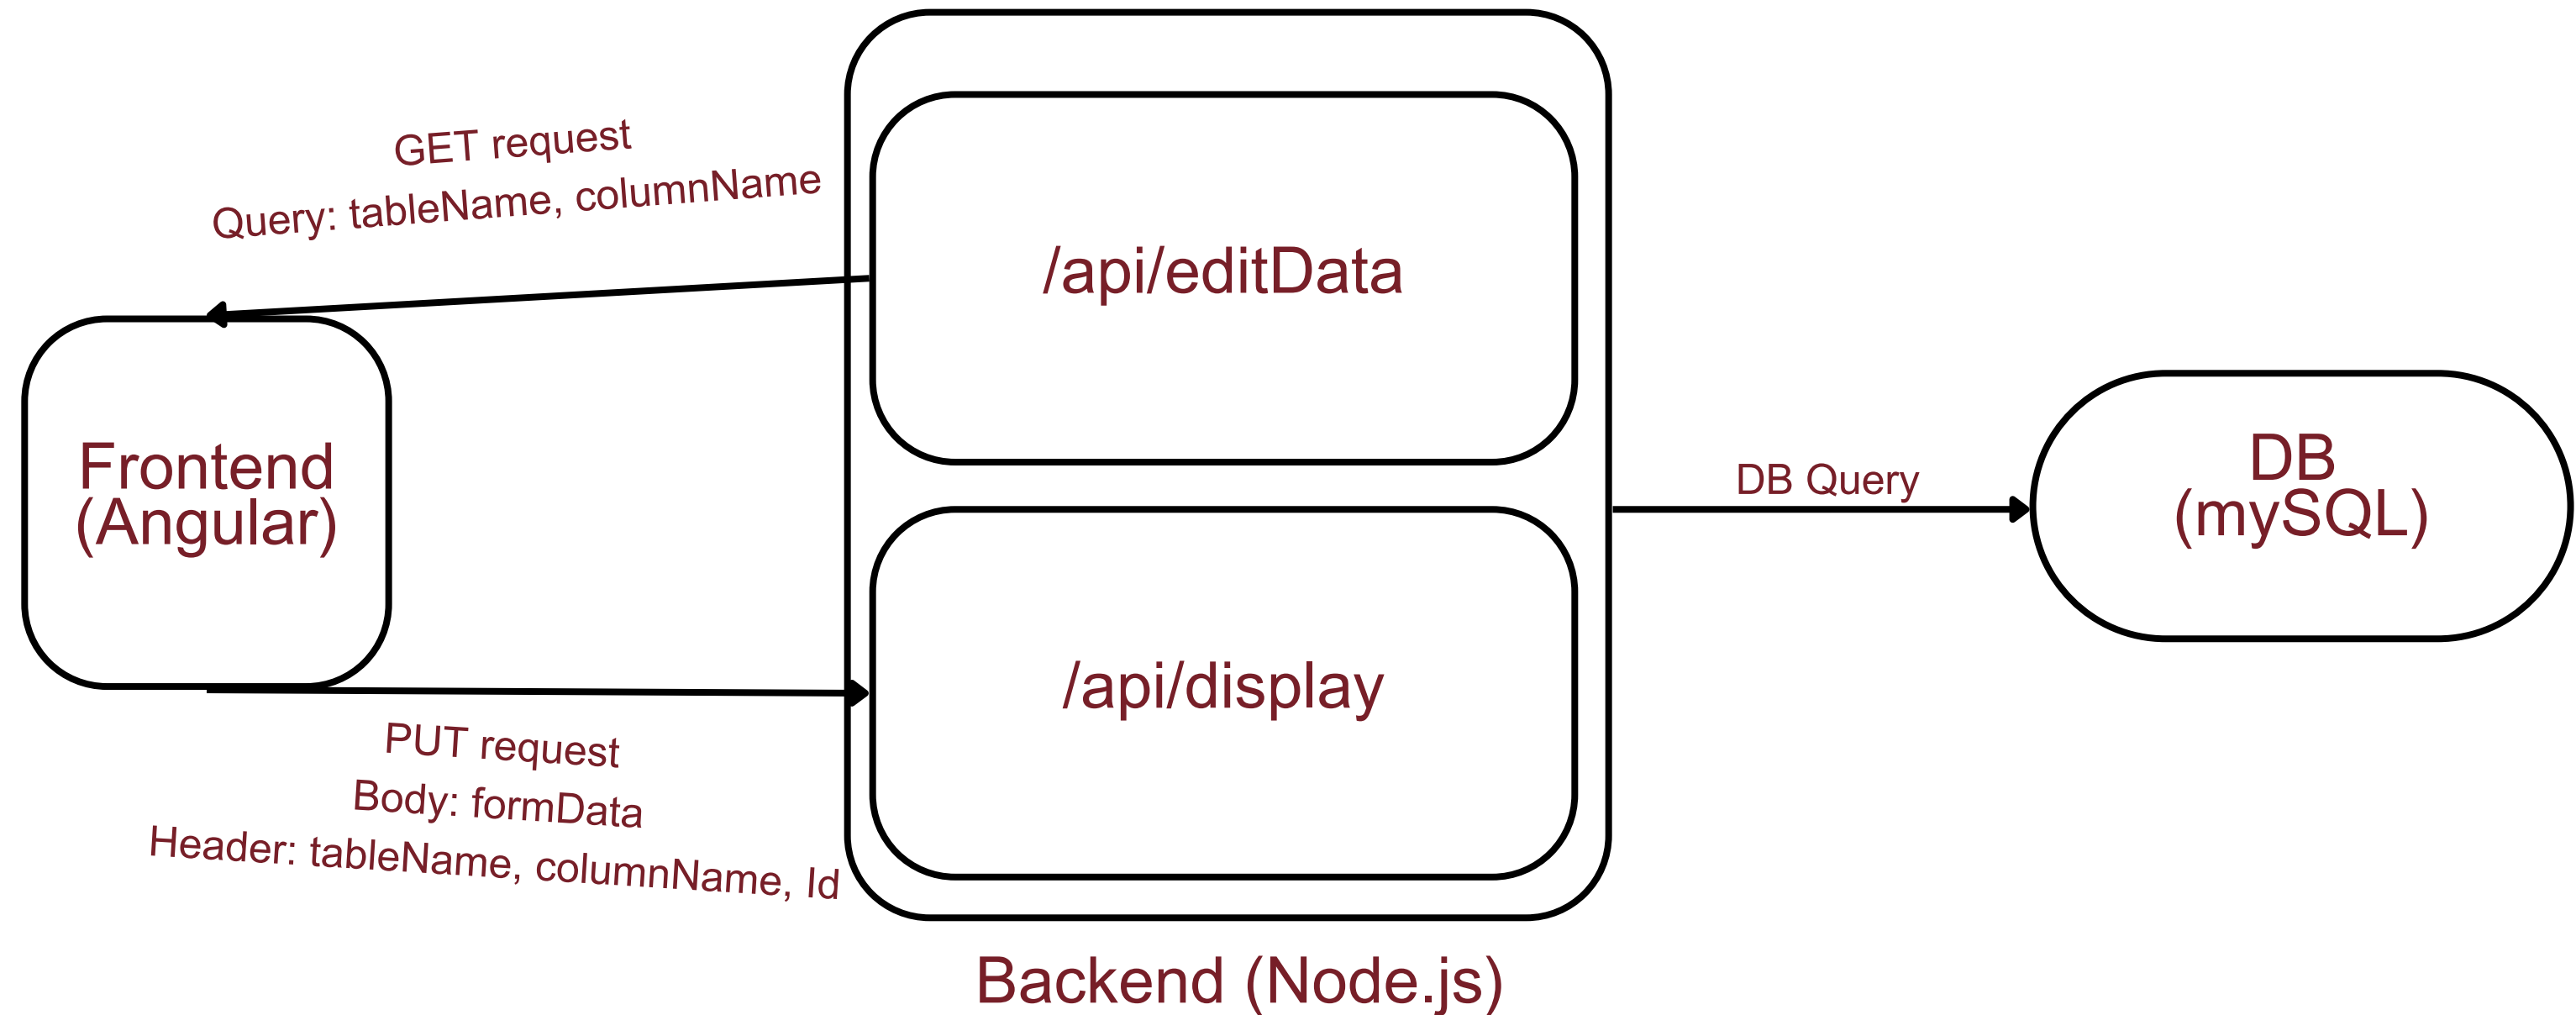 GET request
Query: tableName, columnName
/api/editData
Frontend
(Angular)
DB Query
DB
(mySQL)
/api/display
PUT request
Body: formData
Header: tableName, columnName, Id
Backend (Node.js)